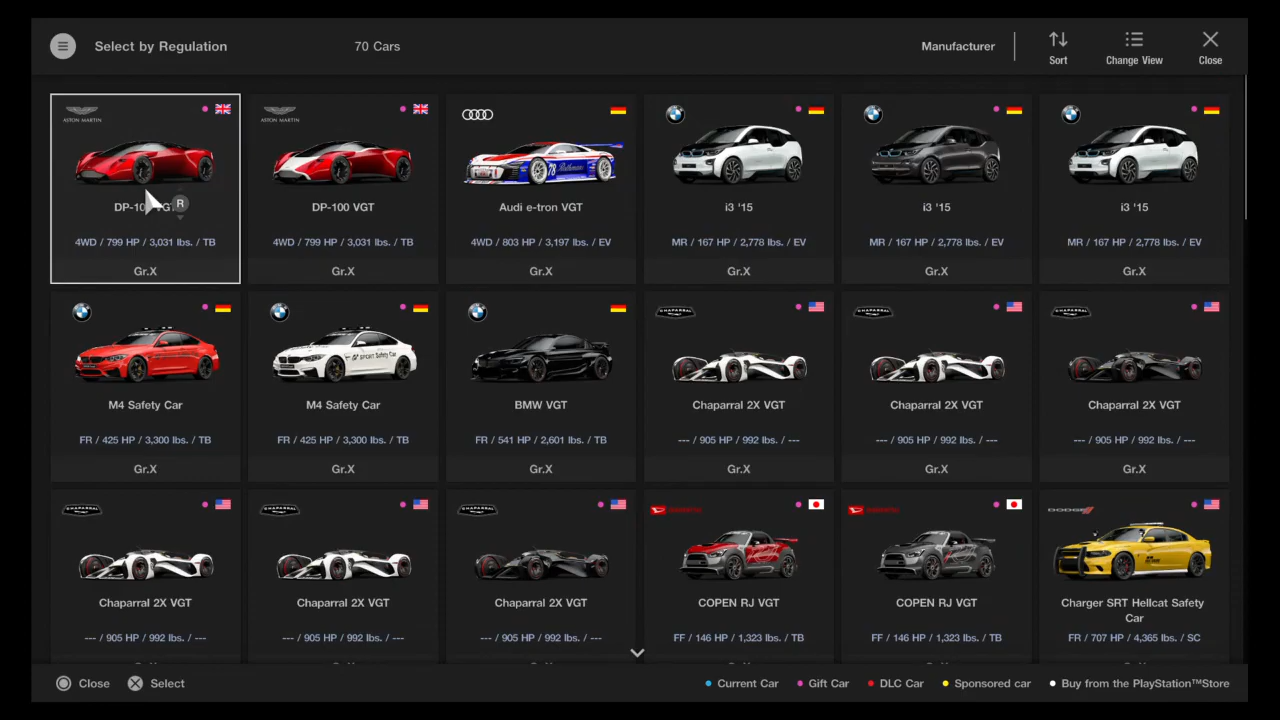 Select by Regulation
70 Cars
Manufacturer
Sort
Change View
Close
ASTON MARTIN
DP-100 VGT
4WD / 799 HP / 3,031 lbs. / TB
Gr.X
ASTON MARTIN
DP-100 VGT
4WD / 799 HP / 3,031 lbs. / TB
Gr.X
78
Audi e-tron VGT
4WD / 803 HP / 3,197 lbs. / EV
Gr.X
i3 '15
MR / 167 HP / 2,778 lbs. / EV
Gr.X
i3 '15
MR / 167 HP / 2,778 lbs. / EV
Gr.X
i3 '15
MR / 167 HP / 2,778 lbs. / EV
Gr.X
R
M4 Safety Car
FR / 425 HP / 3,300 lbs. / TB
Gr.X
Safety Car
M4 Safety Car
FR / 425 HP / 3,300 lbs. / TB
Gr.X
BMW VGT
FR / 541 HP / 2,601 lbs. / TB
Gr.X
CHAPARRAL
Chaparral 2X VGT
--- / 905 HP / 992 lbs. / ---
Gr.X
CHAPARRAL
Chaparral 2X VGT
--- / 905 HP / 992 lbs. / ---
Gr.X
CHAPARRAL
Chaparral 2X VGT
--- / 905 HP / 992 lbs. / ---
Gr.X
CHAPARRAL
Chaparral 2X VGT
--- / 905 HP / 992 lbs. / ---
CHAPARRAL
Chaparral 2X VGT
--- / 905 HP / 992 lbs. / ---
CHAPARRAL
Chaparral 2X VGT
--- / 905 HP / 992 lbs. / ---
COPEN RJ VGT
FF / 146 HP / 1,323 lbs. / TB
COPEN RJ VGT
FF / 146 HP / 1,323 lbs. / TB
DODGE
Charger SRT Hellcat Safety
Car
FR / 707 HP / 4,365 lbs. / SC
Close
Select
Current Car
Gift Car
DLC Car
Sponsored car
Buy from the PlayStation™Store